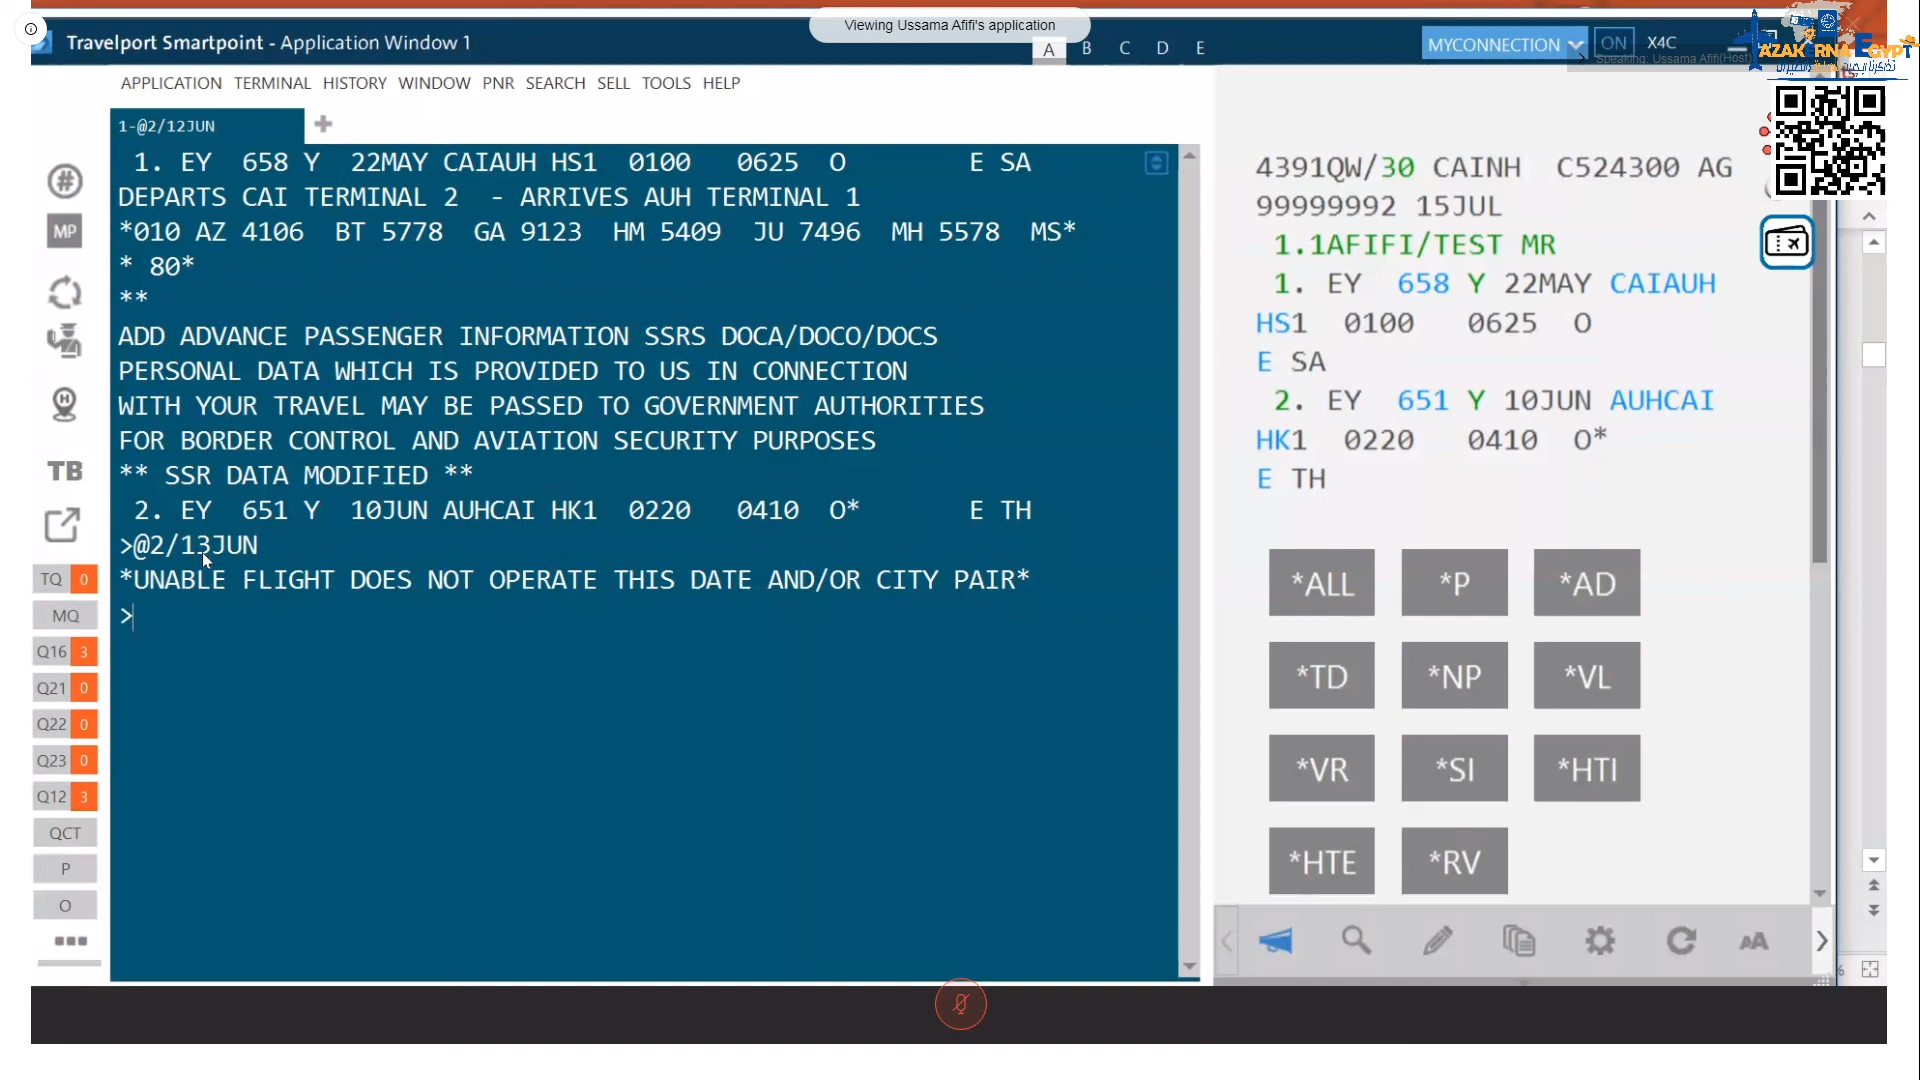 Viewing Ussama Afifi's application
Travelport Smartpoint - Application Window 1
A B C D E
MYCONNECTION ON X4C
Speaking: Ussama Afifi(Host)
AZAK RNA EGYPT
APPLICATION TERMINAL HISTORY WINDOW PNR SEARCH SELL TOOLS HELP
1-@2/12JUN
1. EY 658 Y 22MAY CAIAUH HS1 0100 0625 O E SA
DEPARTS CAI TERMINAL 2 - ARRIVES AUH TERMINAL 1
*010 AZ 4106 BT 5778 GA 9123 HM 5409 JU 7496 MH 5578 MS*
* 80*
**
ADD ADVANCE PASSENGER INFORMATION SSRS DOCA/DOCO/DOCS
PERSONAL DATA WHICH IS PROVIDED TO US IN CONNECTION
WITH YOUR TRAVEL MAY BE PASSED TO GOVERNMENT AUTHORITIES
FOR BORDER CONTROL AND AVIATION SECURITY PURPOSES
** SSR DATA MODIFIED **
2. EY 651 Y 10JUN AUHCAI HK1 0220 0410 O* E TH
>@2/13JUN
*UNABLE FLIGHT DOES NOT OPERATE THIS DATE AND/OR CITY PAIR*
>
#
MP
H
TB
TQ 0
MQ
Q16 3
Q21 0
Q22 0
Q23 0
Q12 3
QCT
P
O
4391QW/30 CAINH C524300 AG
99999992 15JUL
1.1AFIFI/TEST MR
1. EY 658 Y 22MAY CAIAUH
HS1 0100 0625 O
E SA
2. EY 651 Y 10JUN AUHCAI
HK1 0220 0410 O*
E TH
*ALL *P *AD
*TD *NP *VL
*VR *SI *HTI
*HTE *RV
AA
%